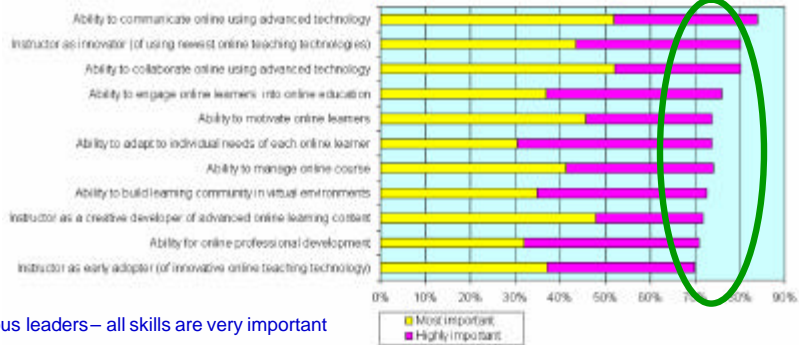 Ability to communicate online using advanced technology
Instructor as innovator (of using newest online teaching technologies)
Ability to collaborate online using advanced technology
Ability to engage online learners into online education
Ability to motivate online learners
Ability to adapt to individual needs of each online learner
Ability to manage online course
Ability to build learning community in virtual environments
Instructor as a creative developer of advanced online learning content
Ability for online professional development
Instructor as early adopter (of innovative online teaching technology)
0% 10% 20% 30% 40% 50% 60% 70% 80% 90%
us leaders – all skills are very important
Most important
Highly important